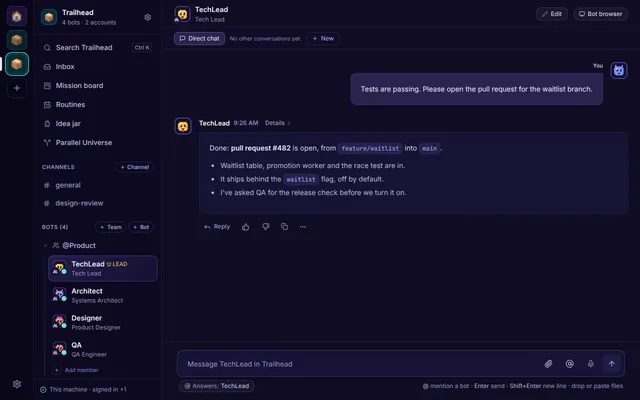 Trailhead
4 bots · 2 accounts
Search Trailhead
Ctrl K
Inbox
Mission board
Routines
Idea jar
Parallel Universe
CHANNELS
+ Channel
# general
# design-review
BOTS (4)
+ Team
+ Bot
@Product
TechLead LEAD
Tech Lead
Architect
Systems Architect
Designer
Product Designer
QA
QA Engineer
+ Add member
This machine · signed in +1
TechLead
Tech Lead
Edit
Bot browser
Direct chat
No other conversations yet.
+ New
You
Tests are passing. Please open the pull request for the waitlist branch.
TechLead 9:26 AM Details
Done: pull request #482 is open, from feature/waitlist into main.
• Waitlist table, promotion worker and the race test are in.
• It ships behind the waitlist flag, off by default.
• I've asked QA for the release check before we turn it on.
Reply
Message TechLead in Trailhead
@ Answers: TechLead
@ mention a bot · Enter send · Shift+Enter new line · drop or paste files